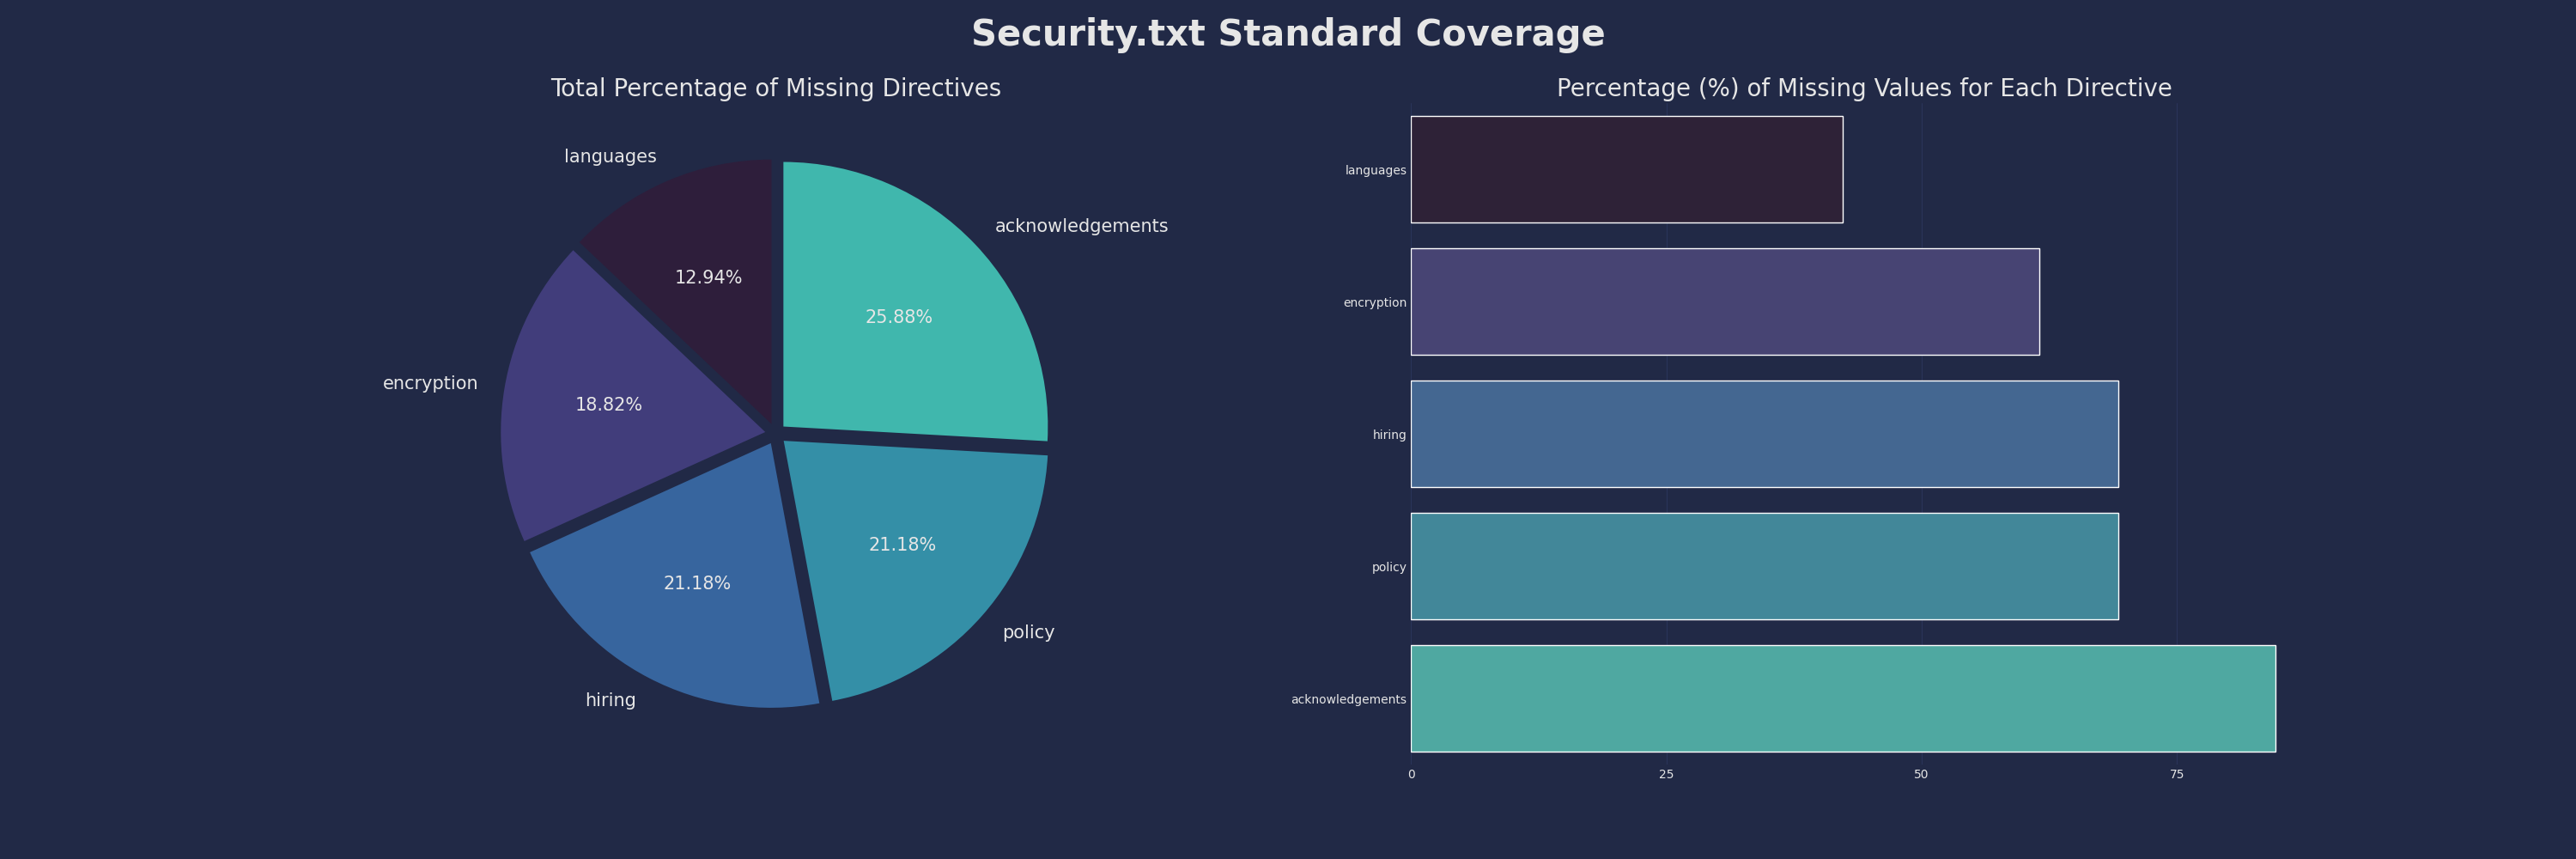 Security.txt Standard Coverage
Total Percentage of Missing Directives
languages
acknowledgements
12.94%
25.88%
encryption
18.82%
21.18%
21.18%
policy
hiring
Percentage (%) of Missing Values for Each Directive
languages
encryption
hiring
policy
acknowledgements
0 25 50 75